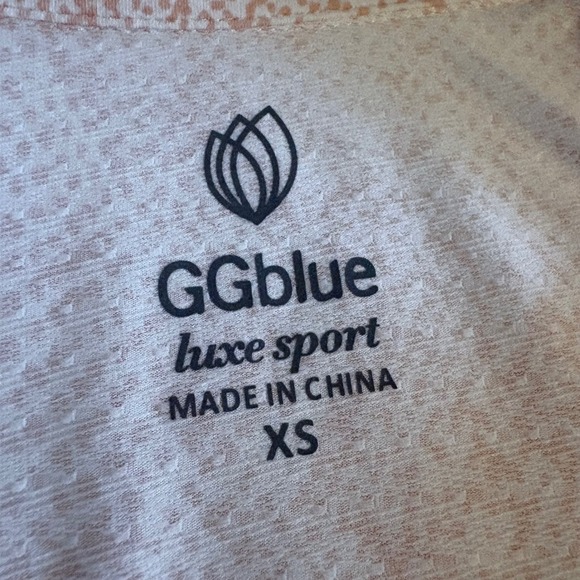 GGblue
luxe sport
MADE IN CHINA
XS